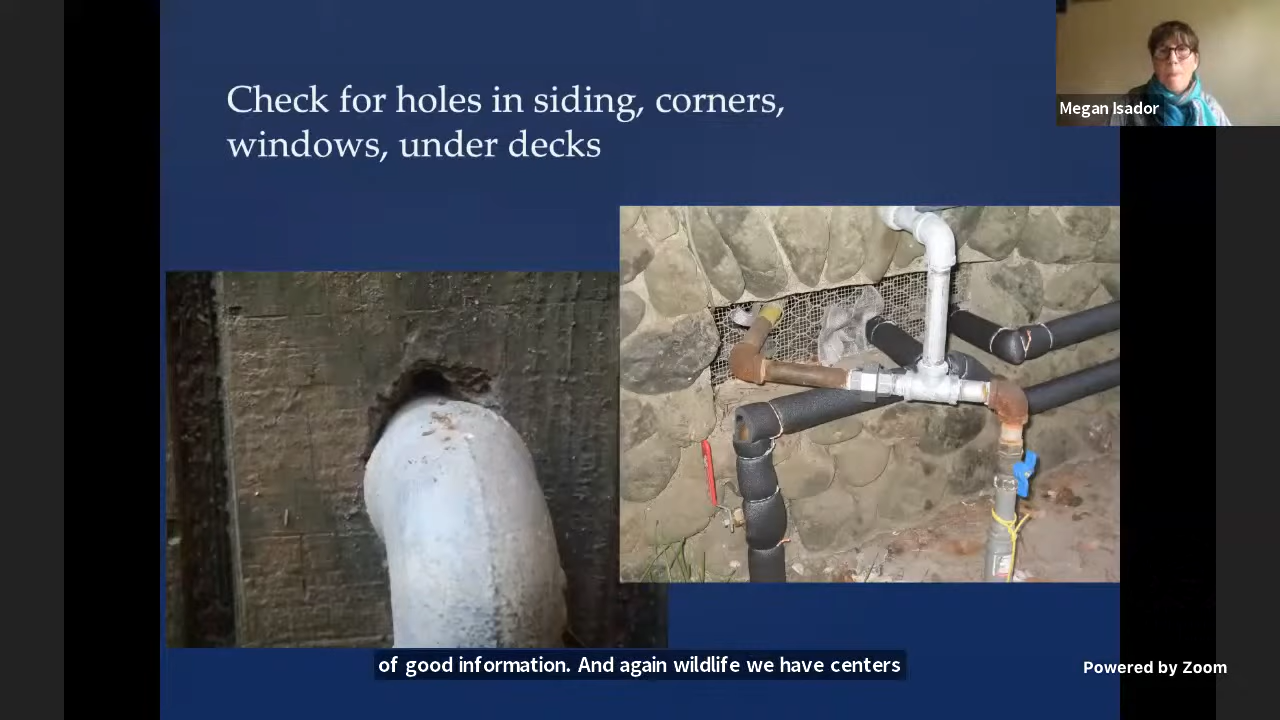 Check for holes in siding, corners,
windows, under decks
Megan Isador
of good information. And again wildlife we have centers
Powered by Zoom